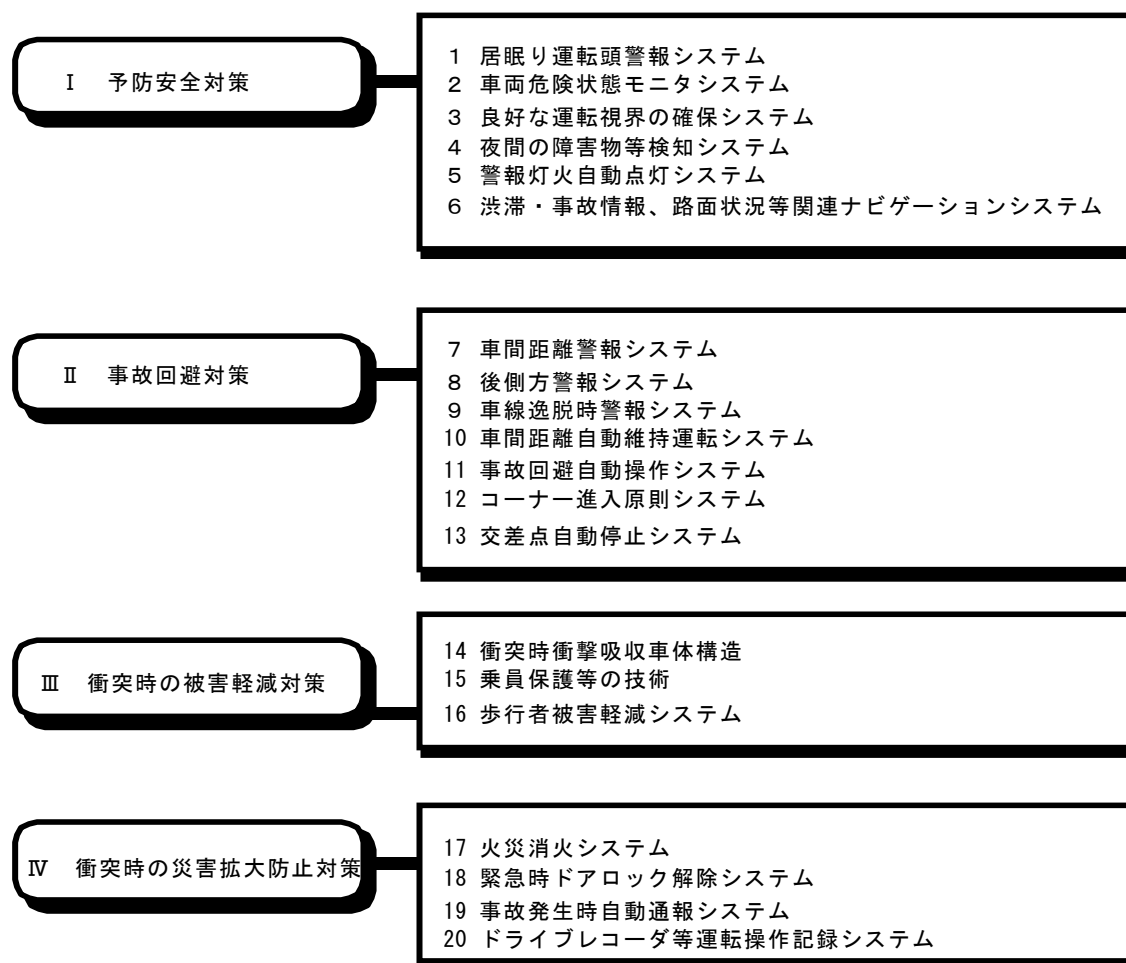 Ⅰ 予防安全対策
1 居眠り運転頭警報システム
2 車両危険状態モニタシステム
3 良好な運転視界の確保システム
4 夜間の障害物等検知システム
5 警報灯火自動点灯システム
6 渋滞・事故情報、路面状況等関連ナビゲーションシステム
Ⅱ 事故回避対策
7 車間距離警報システム
8 後側方警報システム
9 車線逸脱時警報システム
10 車間距離自動維持運転システム
11 事故回避自動操作システム
12 コーナー進入原則システム
13 交差点自動停止システム
Ⅲ 衝突時の被害軽減対策
14 衝突時衝撃吸収車体構造
15 乗員保護等の技術
16 歩行者被害軽減システム
Ⅳ 衝突時の災害拡大防止対策
17 火災消火システム
18 緊急時ドアロック解除システム
19 事故発生時自動通報システム
20 ドライブレコーダ等運転操作記録システム